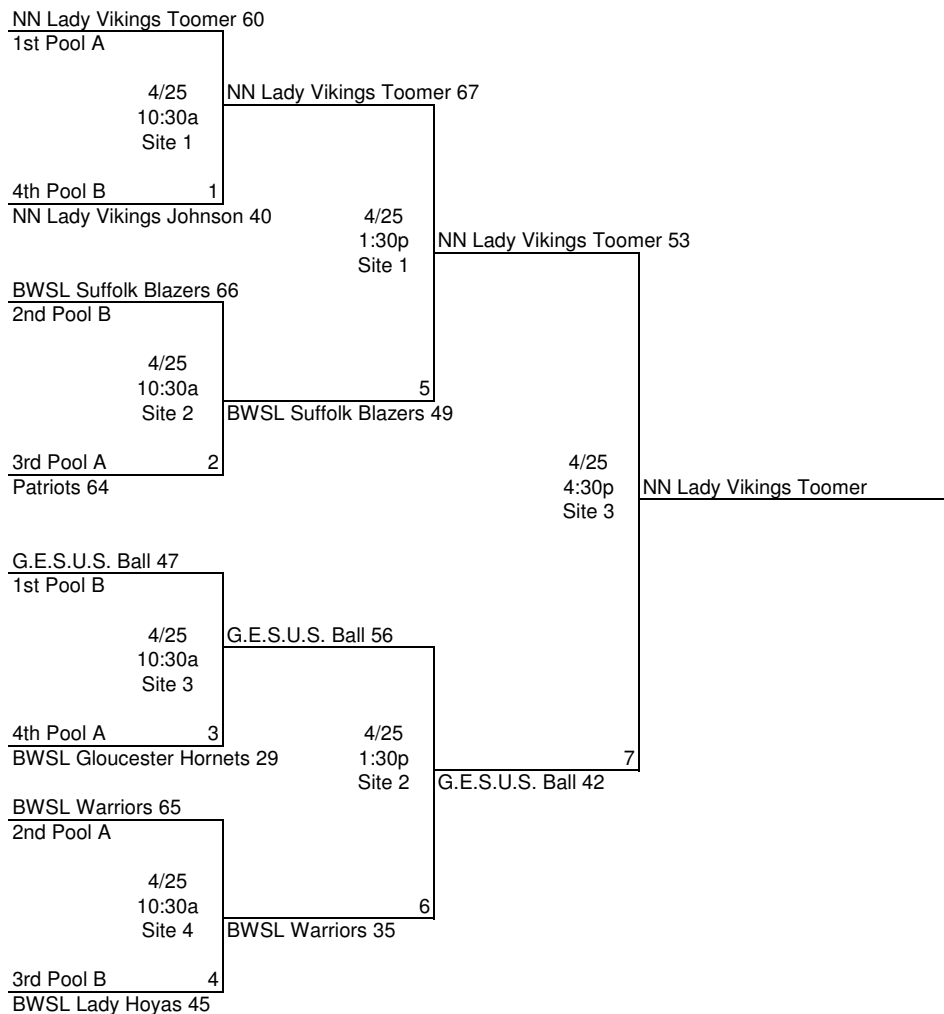 NN Lady Vikings Toomer 60
1st Pool A
4/25
10:30a
Site 1
NN Lady Vikings Toomer 67
4th Pool B 1
NN Lady Vikings Johnson 40
4/25
1:30p
Site 1
NN Lady Vikings Toomer 53
BWSL Suffolk Blazers 66
2nd Pool B
4/25
10:30a
Site 2
5
BWSL Suffolk Blazers 49
3rd Pool A 2
Patriots 64
4/25
4:30p
Site 3
NN Lady Vikings Toomer
G.E.S.U.S. Ball 47
1st Pool B
4/25
10:30a
Site 3
G.E.S.U.S. Ball 56
4th Pool A 3
BWSL Gloucester Hornets 29
4/25
1:30p
Site 2
7
G.E.S.U.S. Ball 42
BWSL Warriors 65
2nd Pool A
4/25
10:30a
Site 4
6
BWSL Warriors 35
3rd Pool B 4
BWSL Lady Hoyas 45